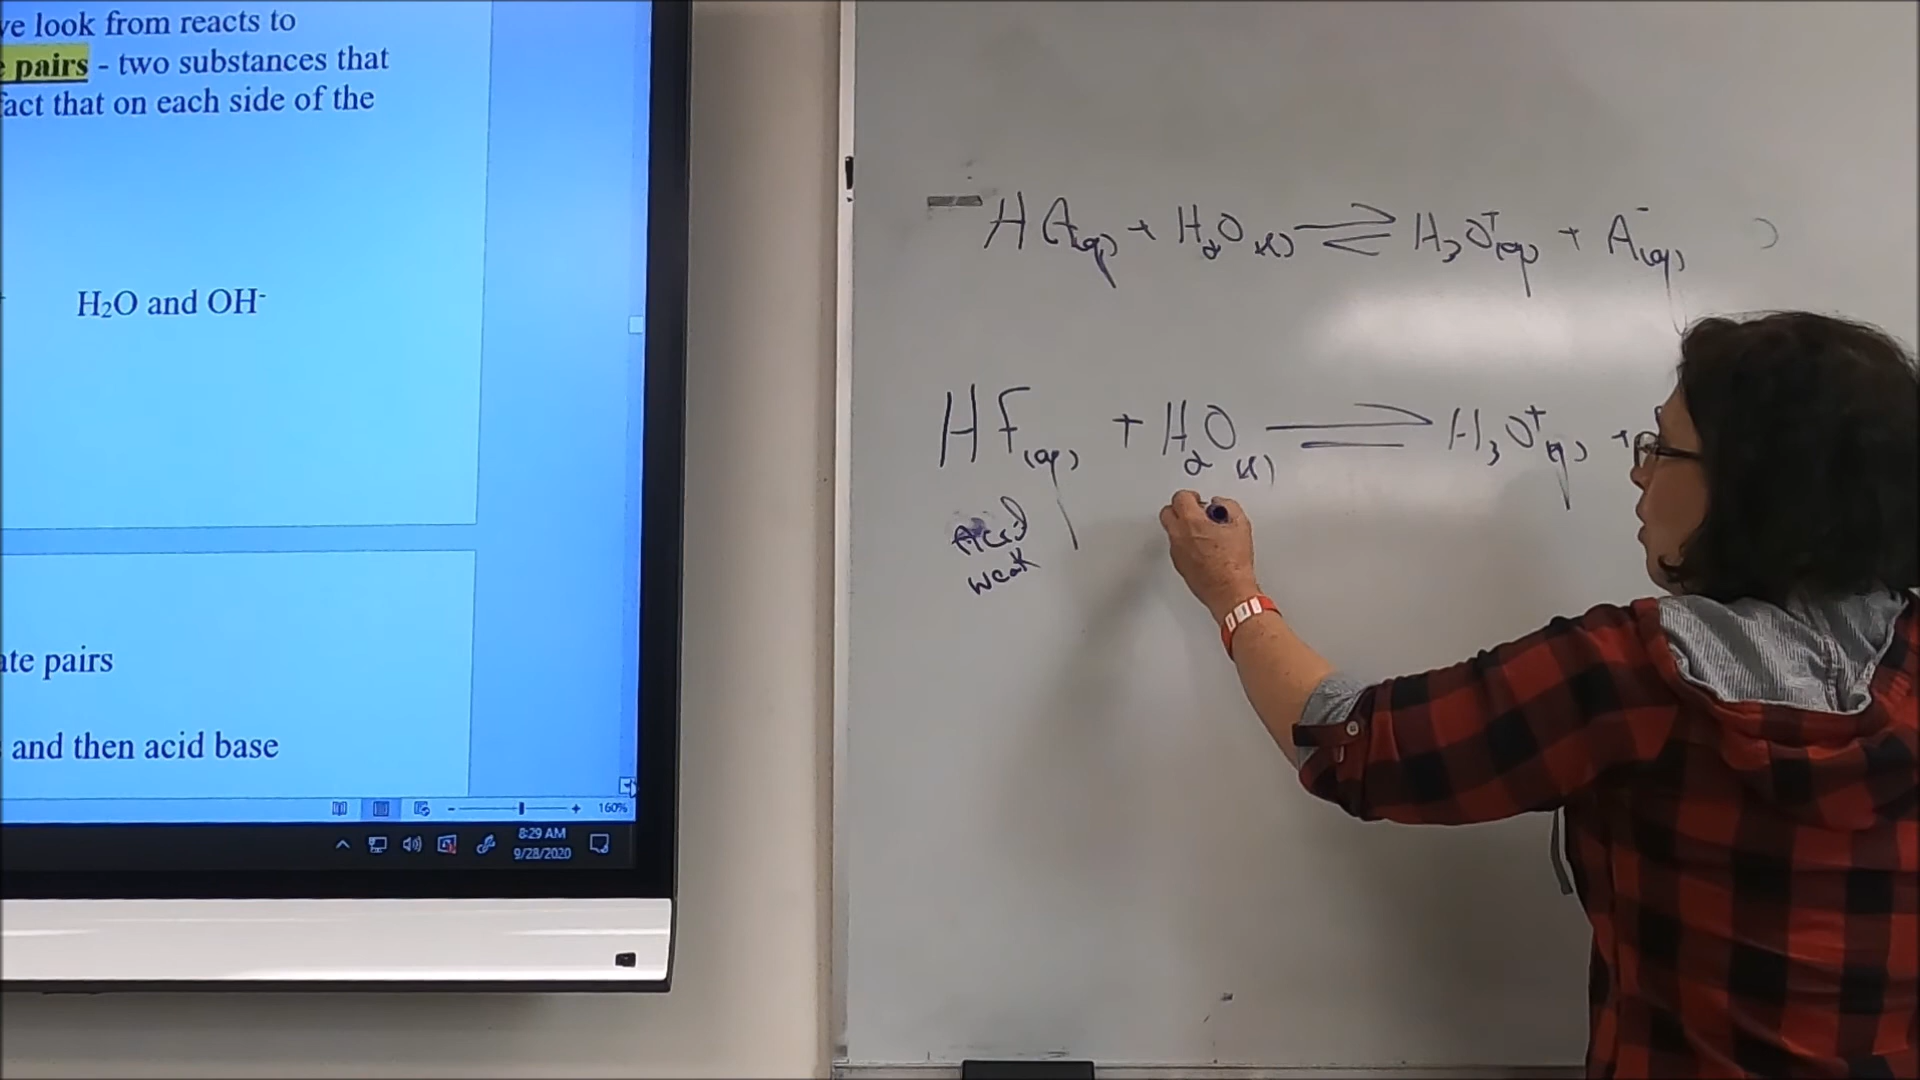 ve look from reacts to
pairs - two substances that
fact that on each side of the
H₂O and OH⁻
ate pairs
and then acid base
160%
8:29 AM
9/28/2020
HA(aq) + H₂O(l) ⇌ H₃O⁺(aq) + A⁻(aq)
HF(aq) + H₂O(l) ⇌ H₃O⁺(aq) +
Acid
weak